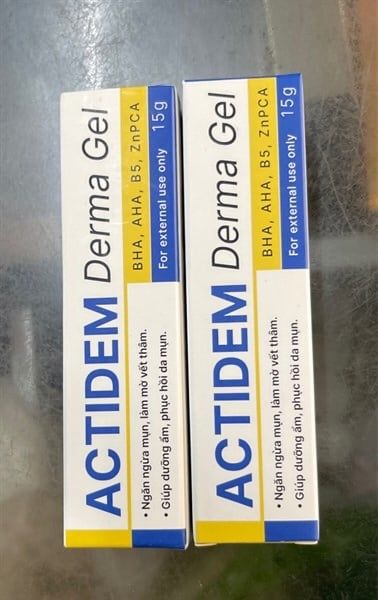 ACTIDEM Derma Gel
BHA, AHA, B5, ZnPCA
For external use only 15g
• Ngăn ngừa mụn, làm mờ vết thâm.
• Giúp dưỡng ẩm, phục hồi da mụn.
ACTIDEM Derma Gel
BHA, AHA, B5, ZnPCA
For external use only 15g
• Ngăn ngừa mụn, làm mờ vết thâm.
• Giúp dưỡng ẩm, phục hồi da mụn.